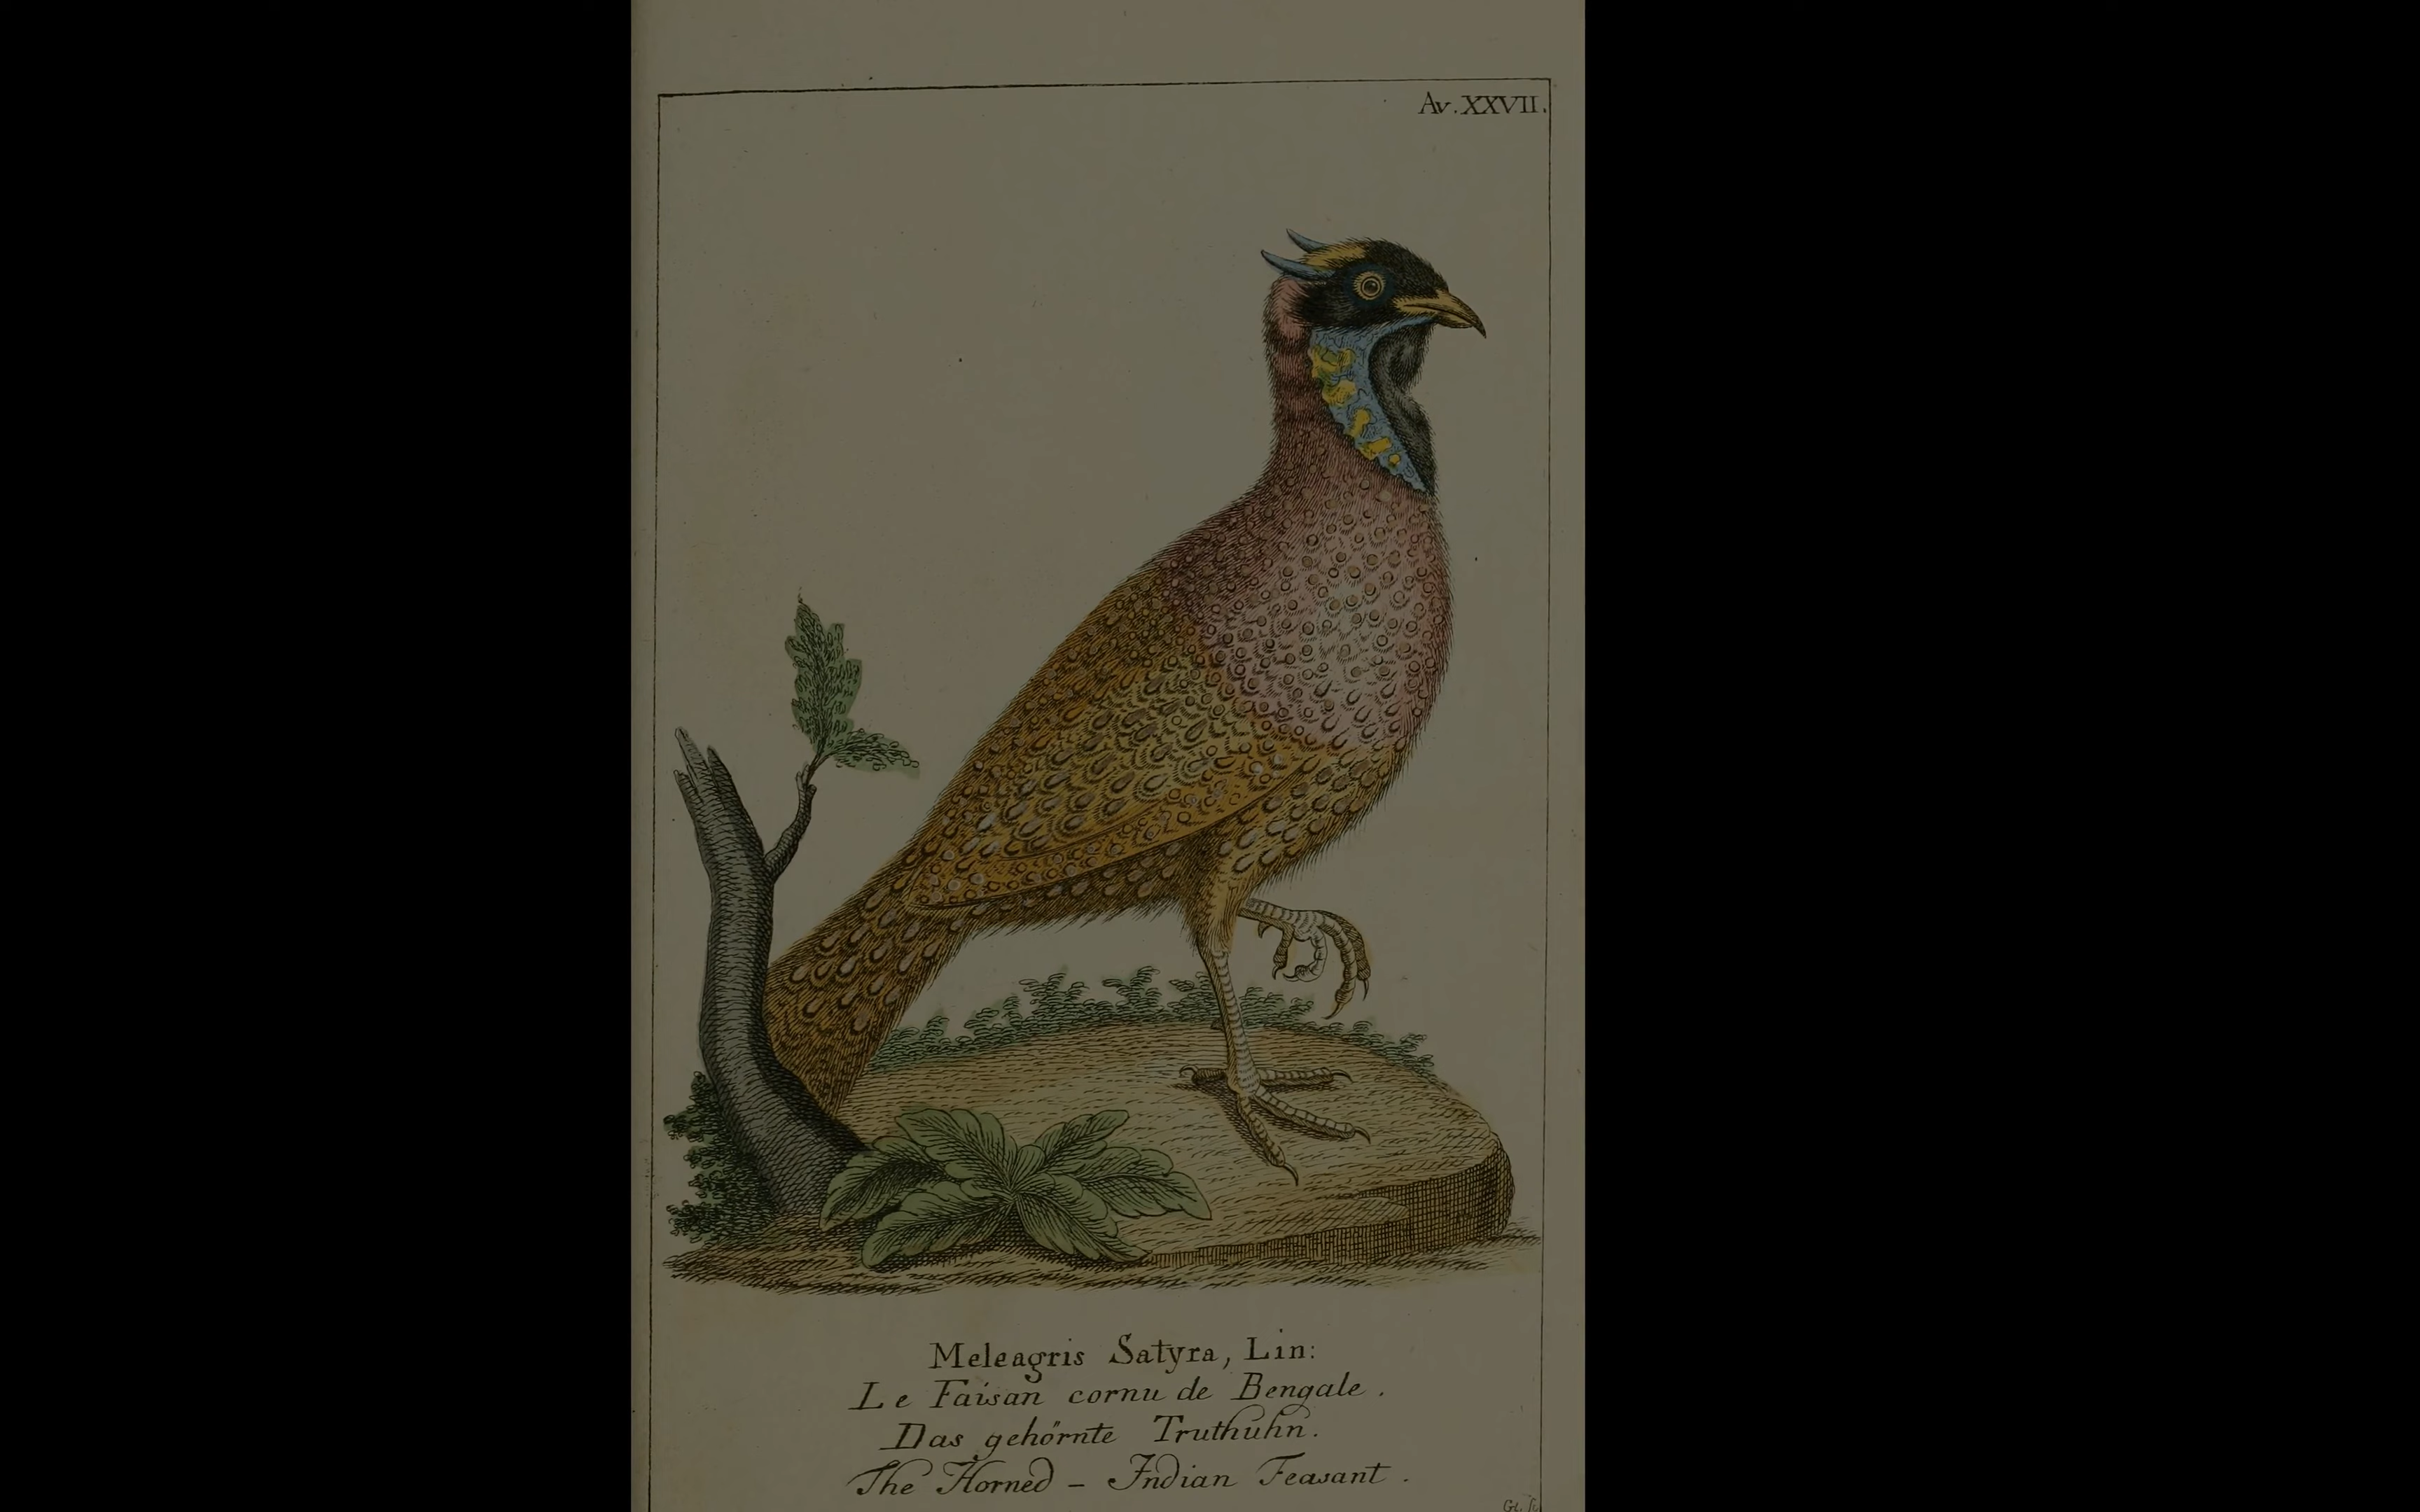 Av. XXVII.
Meleagris Satyra, Lin:
Le Faisan cornu de Bengale.
Das gehörnte Truthuhn.
The Horned – Indian Feasant.